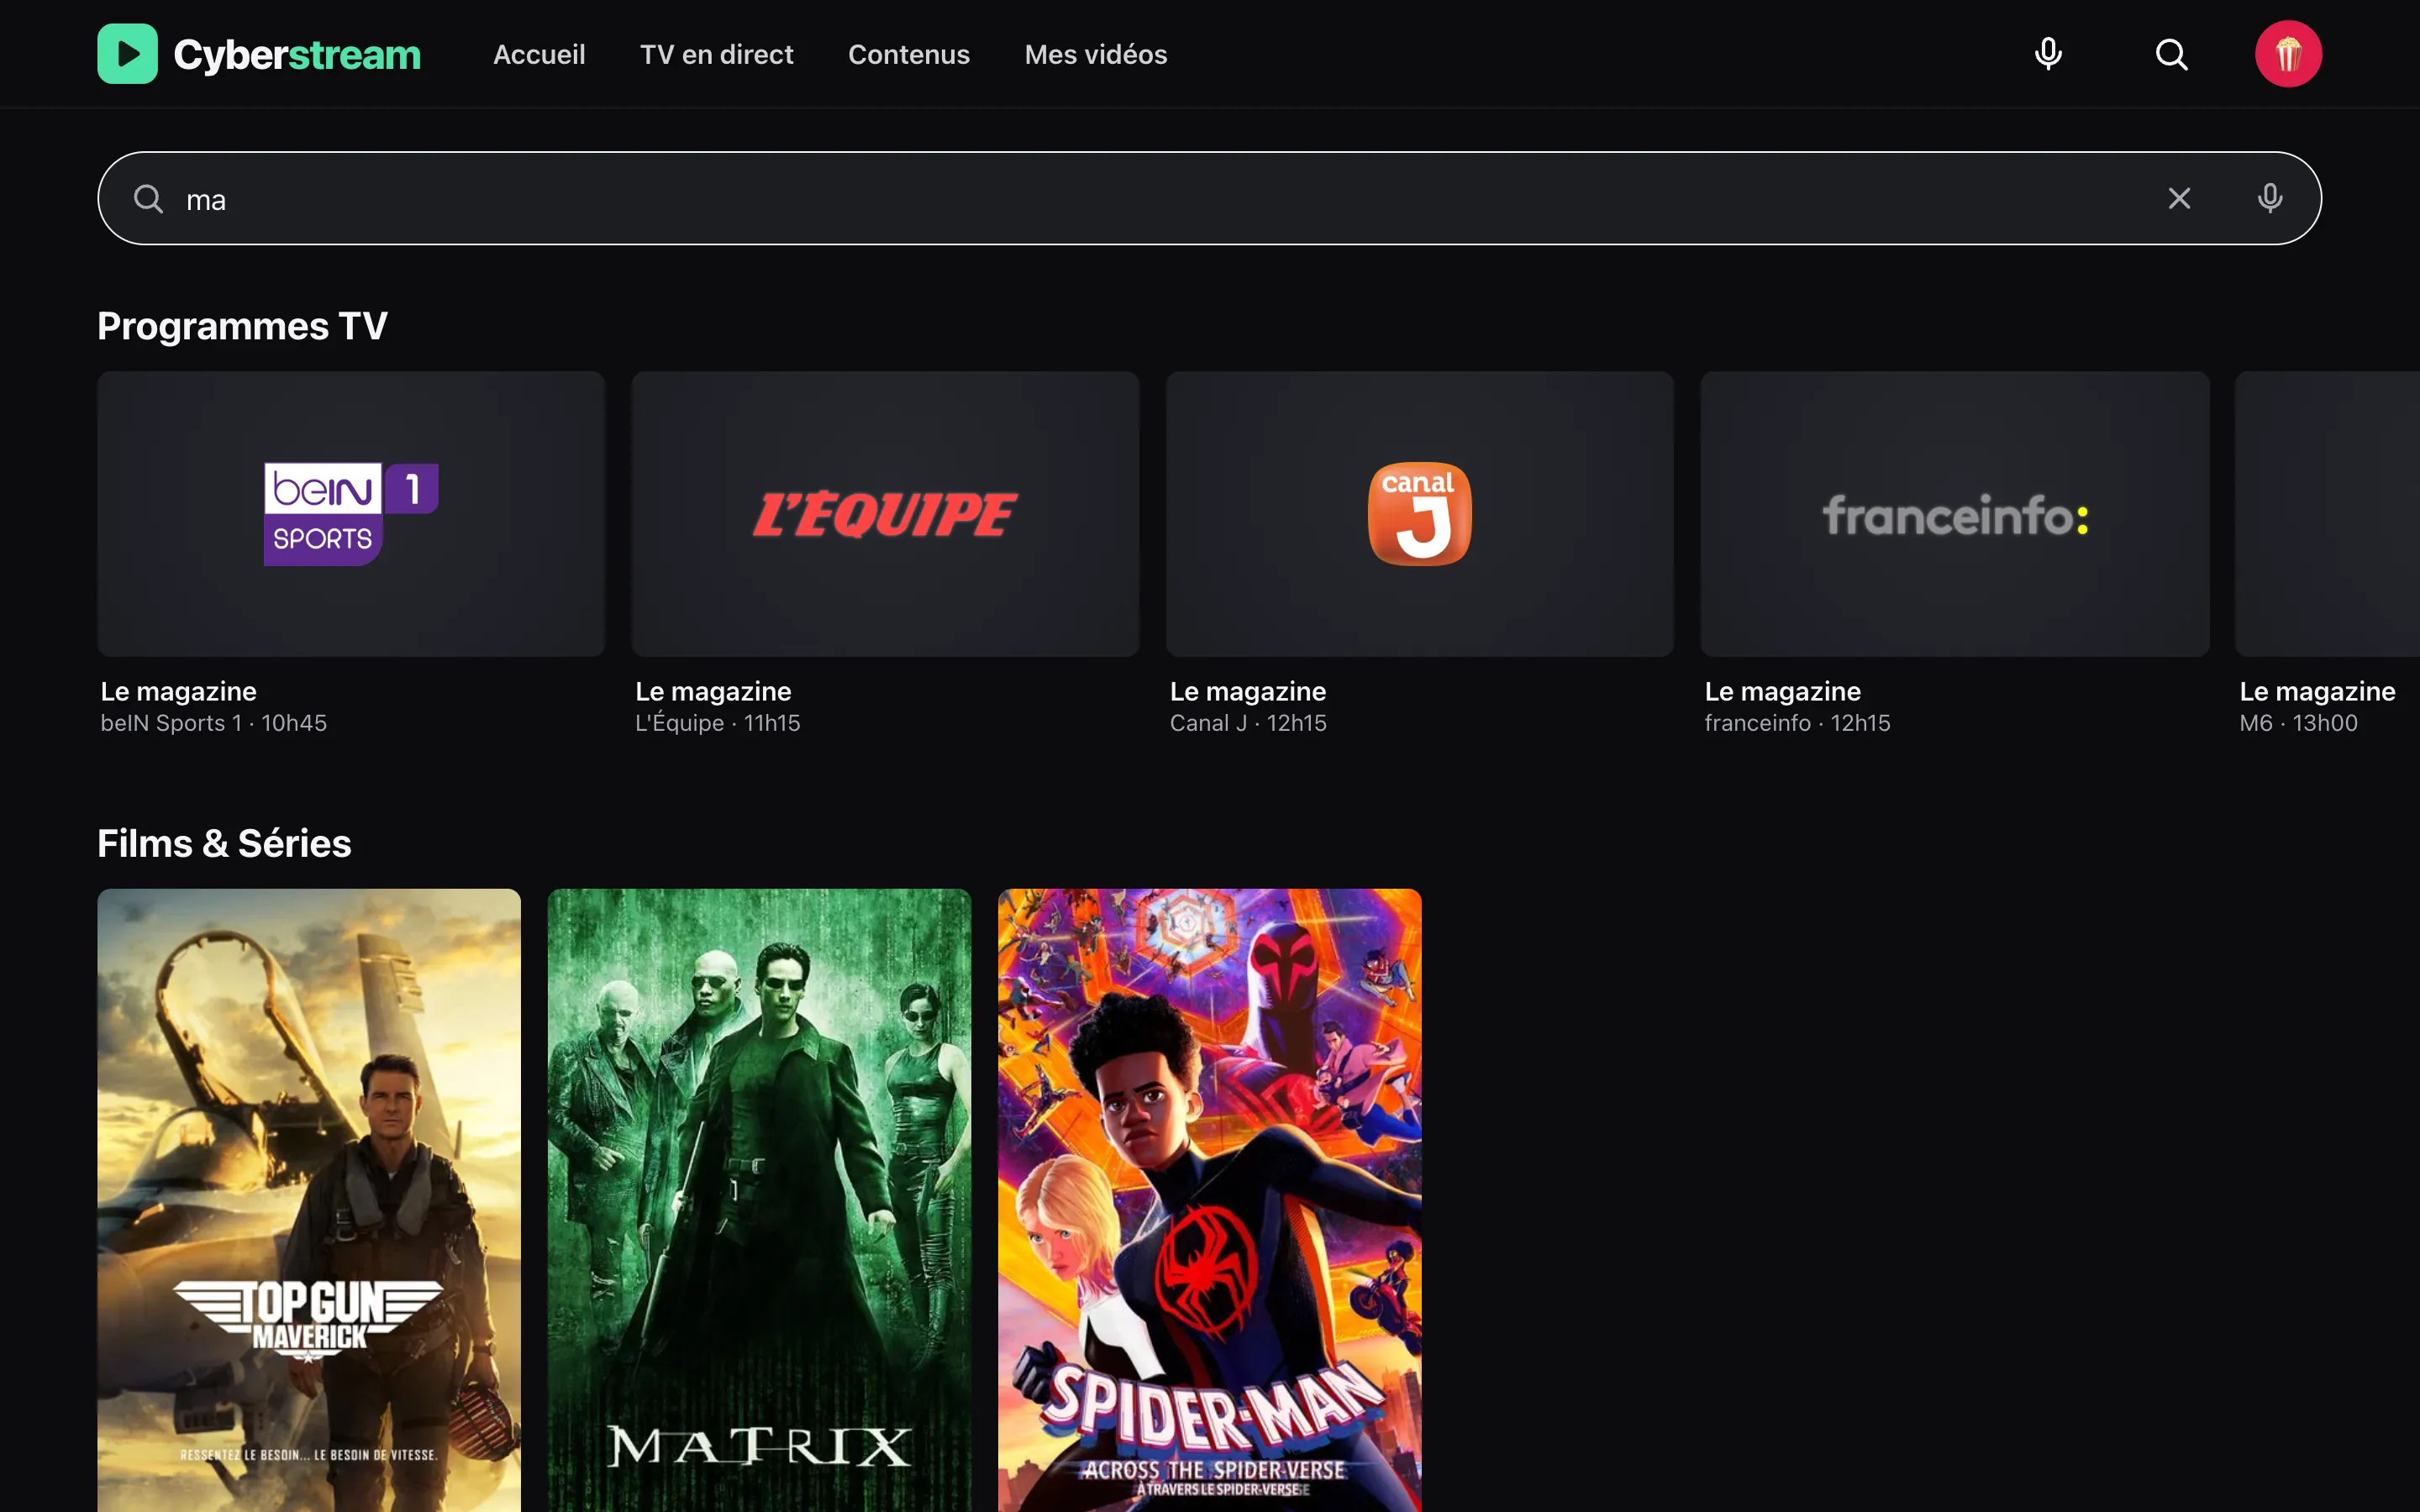 Cyberstream
Accueil
TV en direct
Contenus
Mes vidéos
ma
Programmes TV
beIN 1
SPORTS
L'ÉQUIPE
canal
J
franceinfo:
Le magazine
beIN Sports 1 · 10h45
Le magazine
L'Équipe · 11h15
Le magazine
Canal J · 12h15
Le magazine
franceinfo · 12h15
Le magazine
M6 · 13h00
Films & Séries
TOP GUN
MAVERICK
RESSENTEZ LE BESOIN... LE BESOIN DE VITESSE.
MATRIX
SPIDER-MAN
ACROSS THE SPIDER-VERSE
À TRAVERS LE SPIDER-VERSE